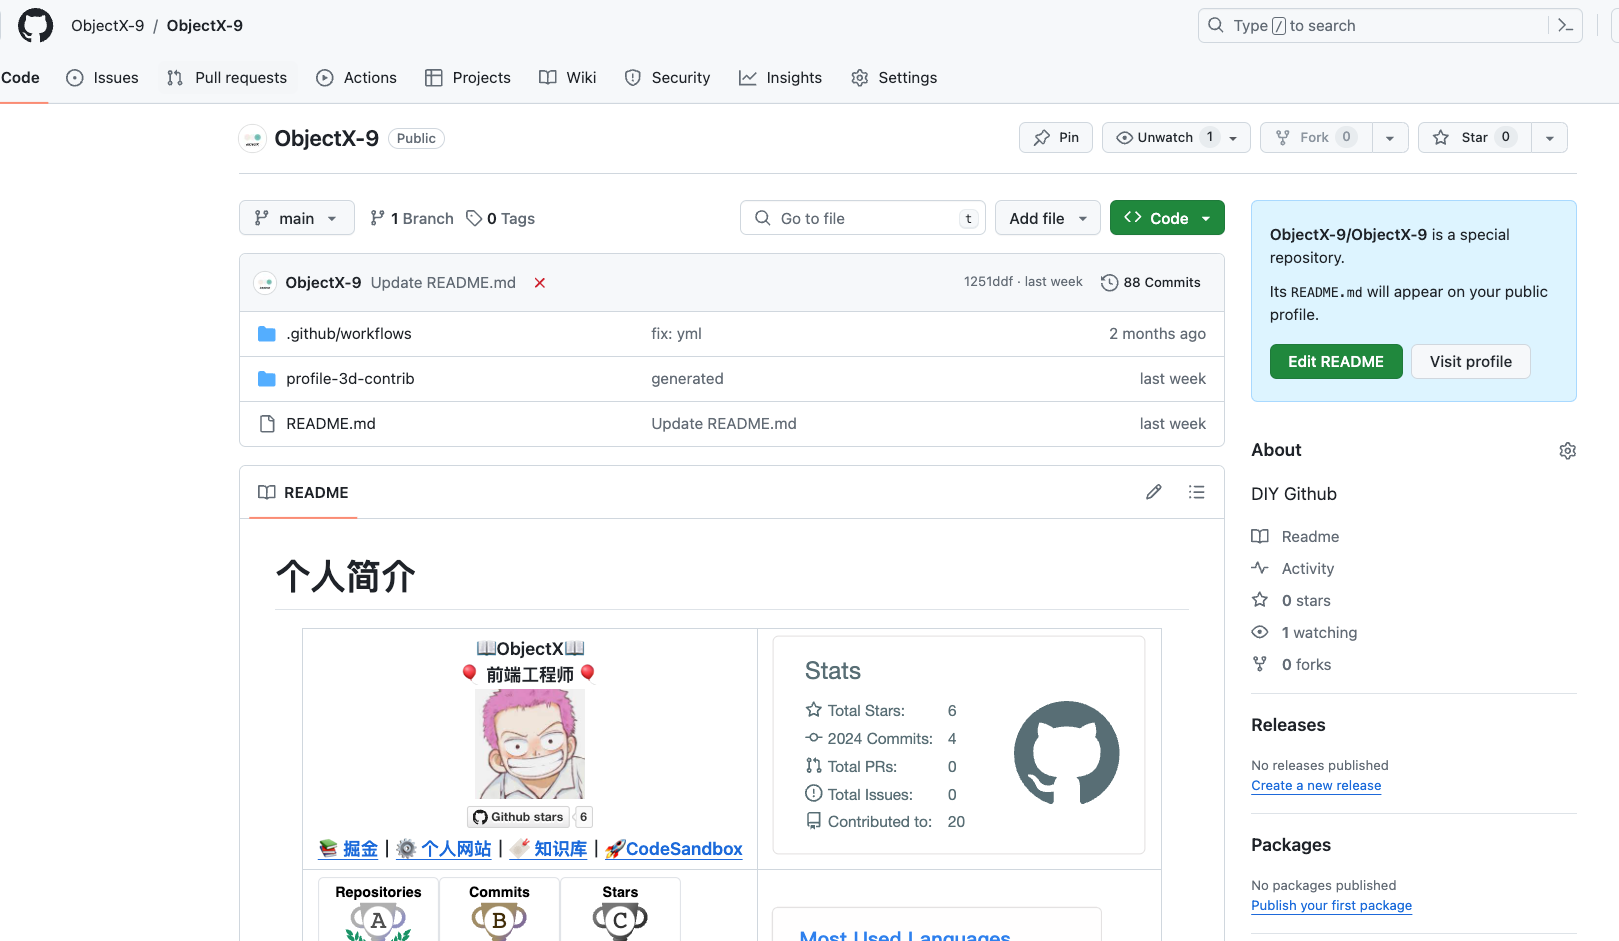 ObjectX-9 / ObjectX-9
Type / to search
Code
Issues
Pull requests
Actions
Projects
Wiki
Security
Insights
Settings
ObjectX-9
Public
Pin
Unwatch 1
Fork 0
Star 0
main
1 Branch
0 Tags
Go to file
t
Add file
Code
ObjectX-9 Update README.md
1251ddf · last week
88 Commits
.github/workflows
fix: yml
2 months ago
profile-3d-contrib
generated
last week
README.md
Update README.md
last week
README
个人简介
📖ObjectX📖
🎈 前端工程师 🎈
Github stars 6
📚 掘金 | ⚙️ 个人网站 | 🏷️ 知识库 | 🚀CodeSandbox
Stats
Total Stars: 6
2024 Commits: 4
Total PRs: 0
Total Issues: 0
Contributed to: 20
Repositories
A
Commits
B
Stars
C
Most Used Languages
ObjectX-9/ObjectX-9 is a special
repository.
Its README.md will appear on your public
profile.
Edit README
Visit profile
About
DIY Github
Readme
Activity
0 stars
1 watching
0 forks
Releases
No releases published
Create a new release
Packages
No packages published
Publish your first package